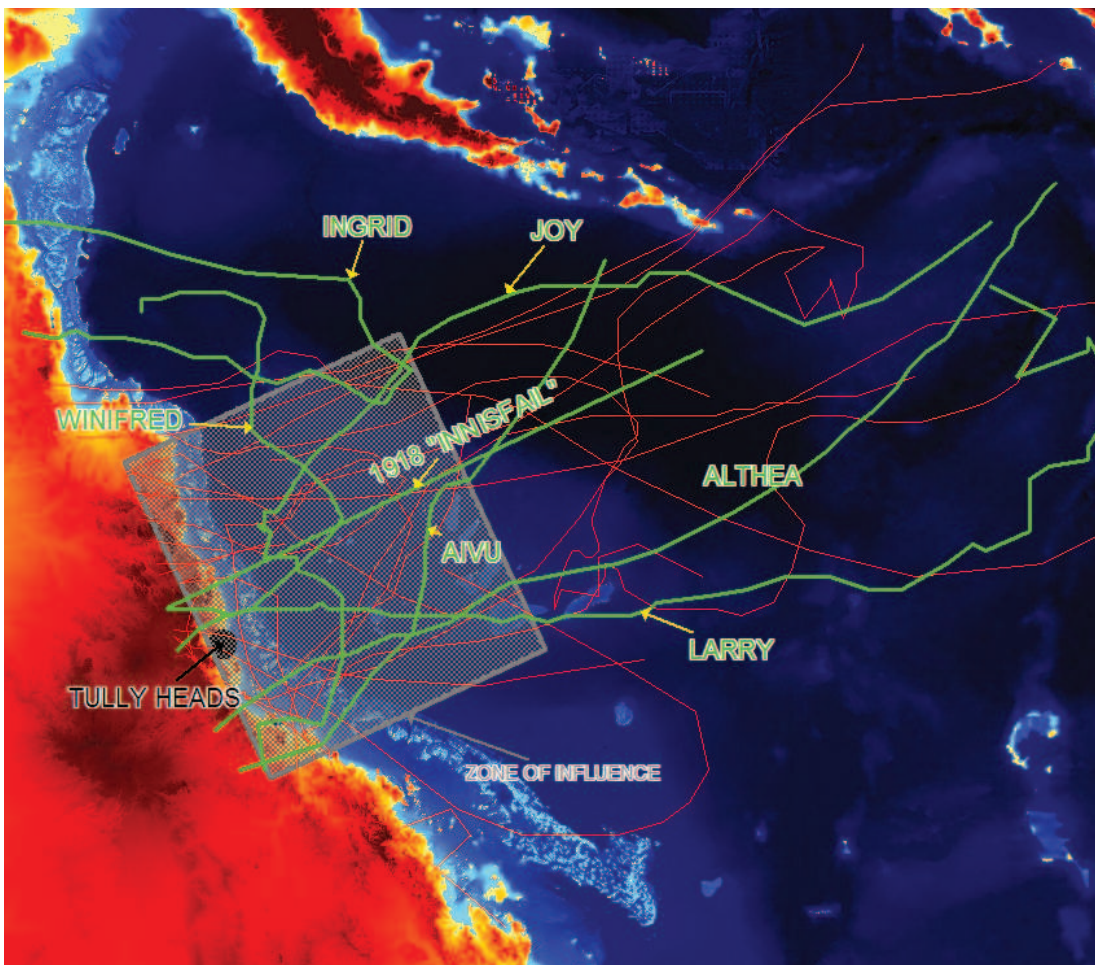 INGRID
JOY
WINIFRED
1918 "INNISFAIL"
ALTHEA
AIVU
LARRY
TULLY HEADS
ZONE OF INFLUENCE